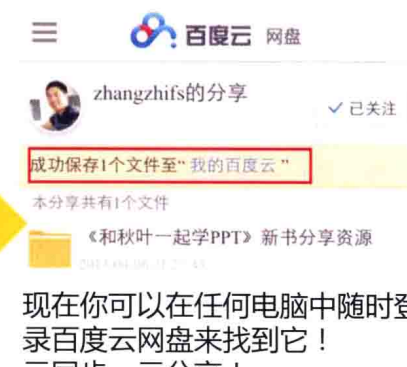 百度云 网盘
zhangzhifs的分享
已关注
成功保存1个文件至“我的百度云”
本分享共有1个文件
《和秋叶一起学PPT》新书分享资源
现在你可以在任何电脑中随时登
录百度云网盘来找到它！